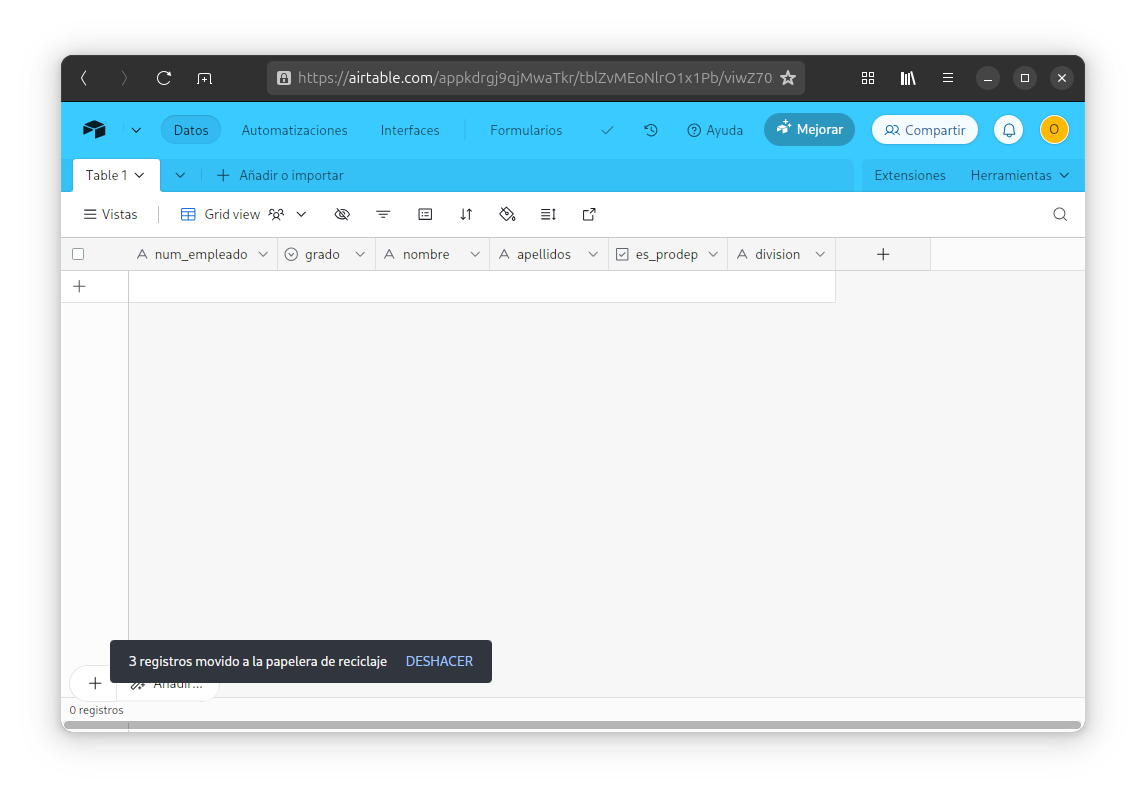 https://airtable.com/appkdrgj9qjMwaTkr/tblZvMEoNlrO1x1Pb/viwZ70
Datos Automatizaciones Interfaces Formularios Ayuda Mejorar Compartir O
Table 1 Añadir o importar Extensiones Herramientas
Vistas Grid view
num_empleado grado nombre apellidos es_prodep division
3 registros movido a la papelera de reciclaje DESHACER
Añadir...
0 registros